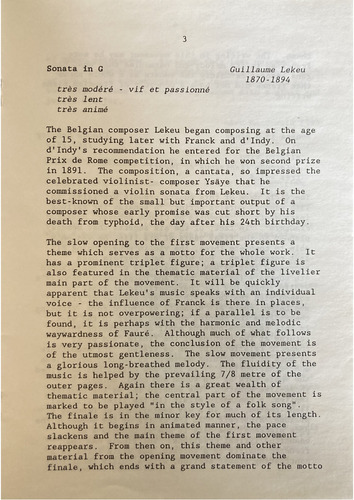 3
Sonata in G Guillaume Lekeu
1870-1894
très modéré - vif et passionné
très lent
très animé
The Belgian composer Lekeu began composing at the age
of 15, studying later with Franck and d'Indy. On
d'Indy's recommendation he entered for the Belgian
Prix de Rome competition, in which he won second prize
in 1891. The composition, a cantata, so impressed the
celebrated violinist- composer Ysäye that he
commissioned a violin sonata from Lekeu. It is the
best-known of the small but important output of a
composer whose early promise was cut short by his
death from typhoid, the day after his 24th birthday.
The slow opening to the first movement presents a
theme which serves as a motto for the whole work. It
has a prominent triplet figure; a triplet figure is
also featured in the thematic material of the livelier
main part of the movement. It will be quickly
apparent that Lekeu's music speaks with an individual
voice - the influence of Franck is there in places,
but it is not overpowering; if a parallel is to be
found, it is perhaps with the harmonic and melodic
waywardness of Fauré. Although much of what follows
is very passionate, the conclusion of the movement is
of the utmost gentleness. The slow movement presents
a glorious long-breathed melody. The fluidity of the
music is helped by the prevailing 7/8 metre of the
outer pages. Again there is a great wealth of
thematic material; the central part of the movement is
marked to be played "in the style of a folk song".
The finale is in the minor key for much of its length.
Although it begins in animated manner, the pace
slackens and the main theme of the first movement
reappears. From then on, this theme and other
material from the opening movement dominate the
finale, which ends with a grand statement of the motto